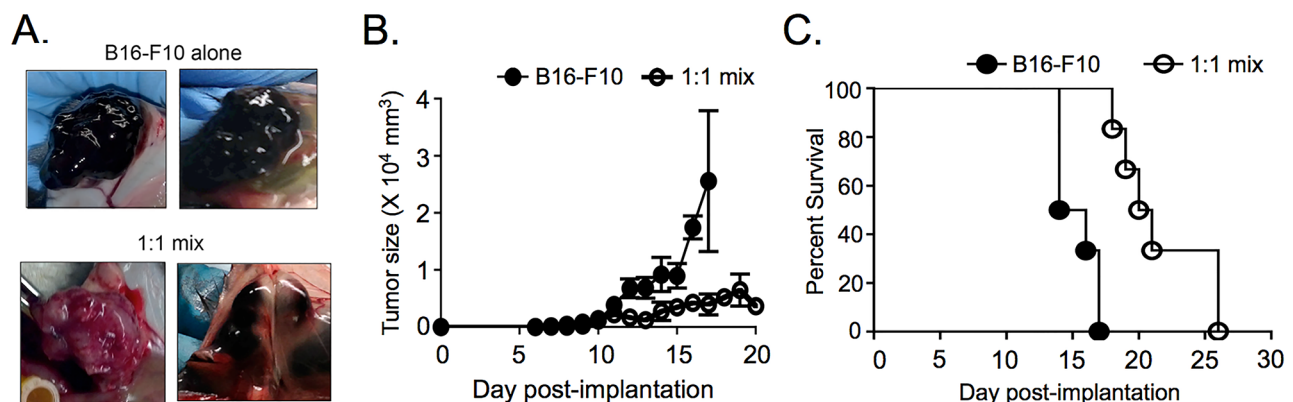 A.
B16-F10 alone
1:1 mix
B.
B16-F10 1:1 mix
Tumor size (X 10⁴ mm³)
4
3
2
1
0
0 5 10 15 20
Day post-implantation
C.
B16-F10 1:1 mix
Percent Survival
100
80
60
40
20
0
0 5 10 15 20 25 30
Day post-implantation